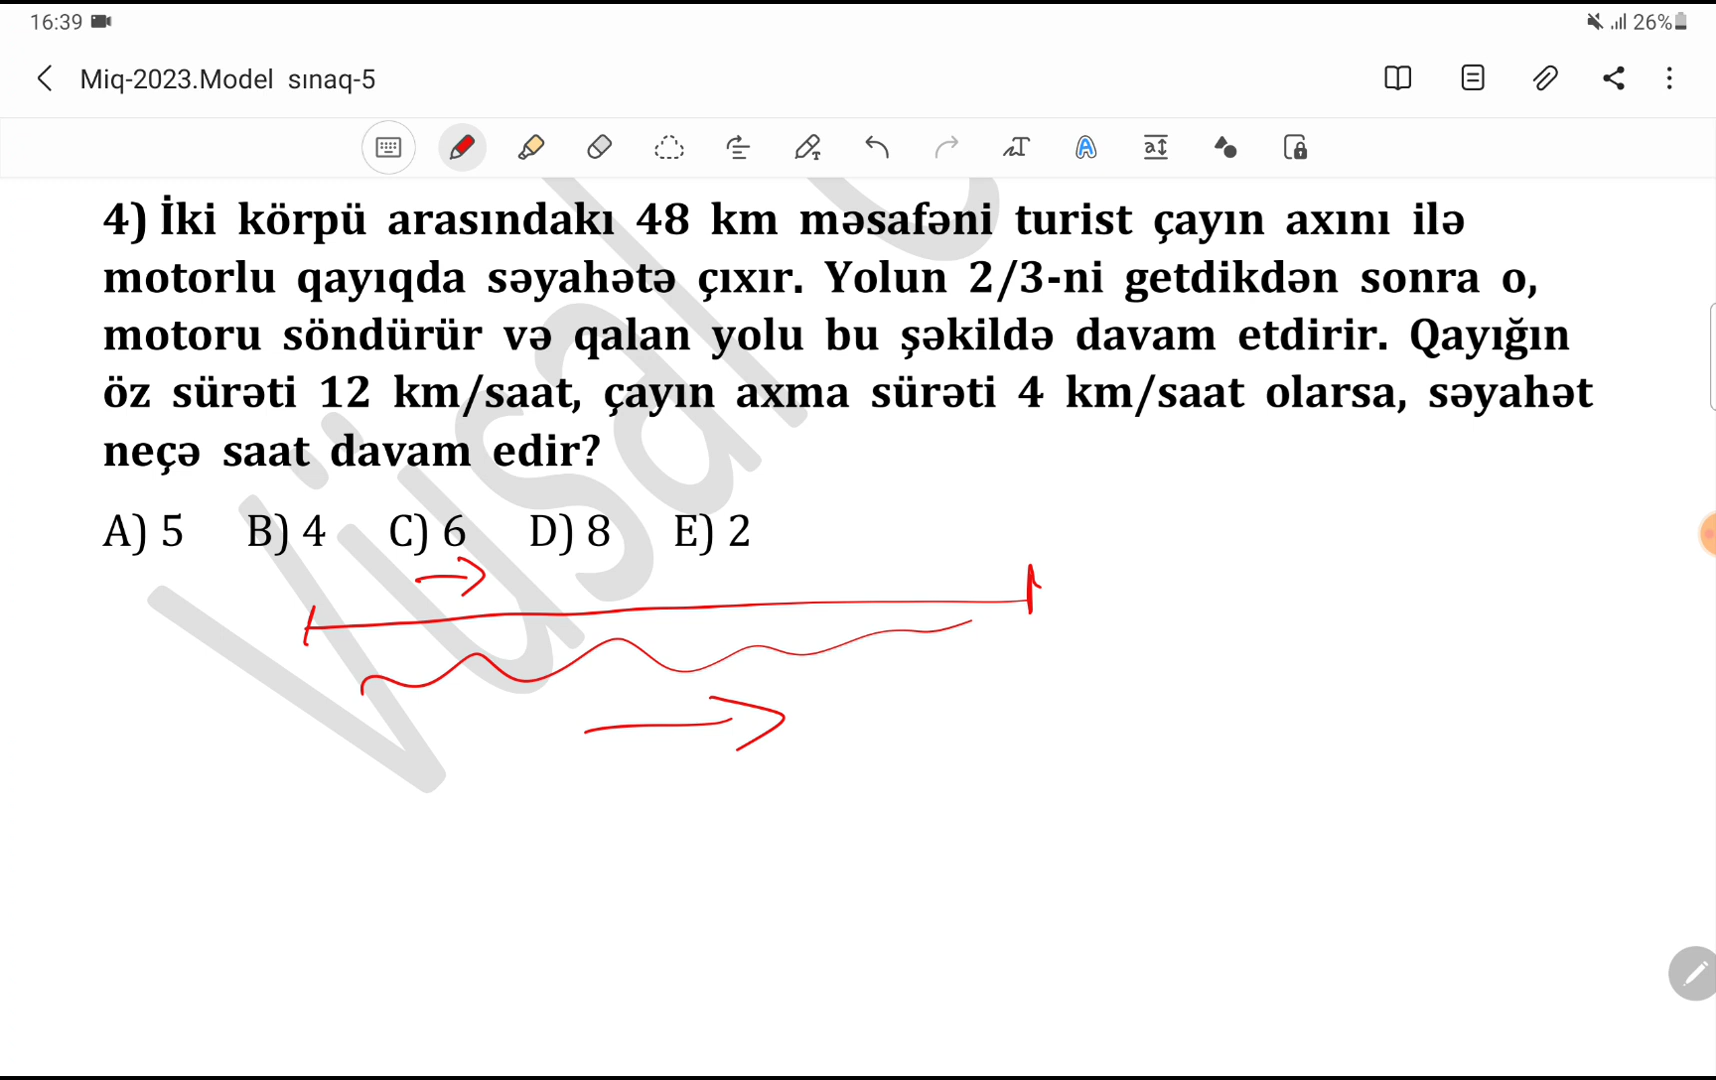 16:39
26%
Miq-2023.Model sınaq-5
4) İki körpü arasındakı 48 km məsafəni turist çayın axını ilə
motorlu qayıqda səyahətə çıxır. Yolun 2/3-ni getdikdən sonra o,
motoru söndürür və qalan yolu bu şəkildə davam etdirir. Qayığın
öz sürəti 12 km/saat, çayın axma sürəti 4 km/saat olarsa, səyahət
neçə saat davam edir?
A) 5 B) 4 C) 6 D) 8 E) 2
Vüsal